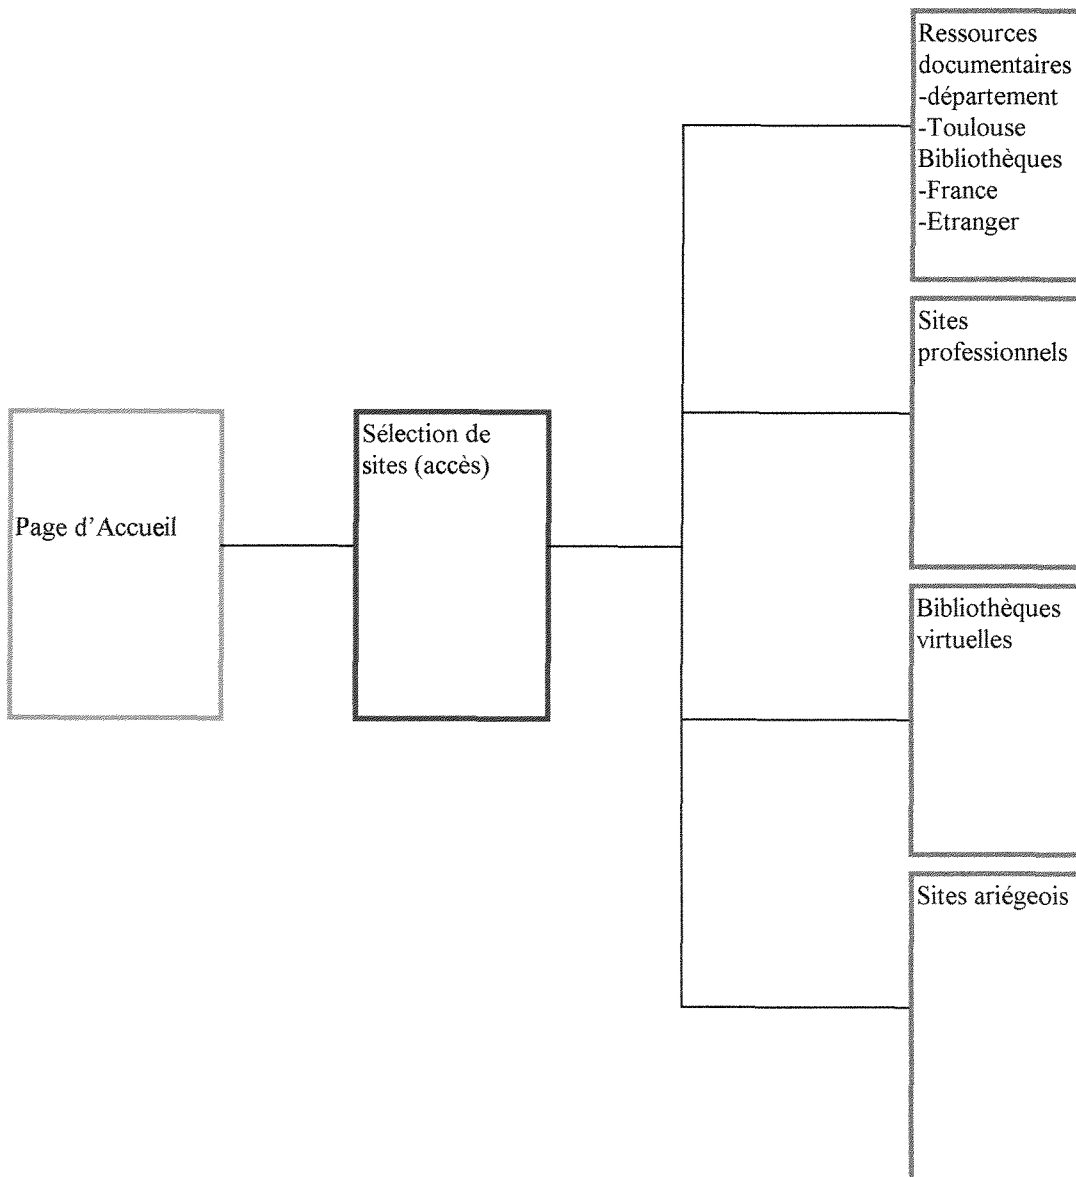 Page d'Accueil
Sélection de
sites (accès)
Ressources
documentaires
-département
-Toulouse
Bibliothèques
-France
-Etranger
Sites
professionnels
Bibliothèques
virtuelles
Sites ariégeois